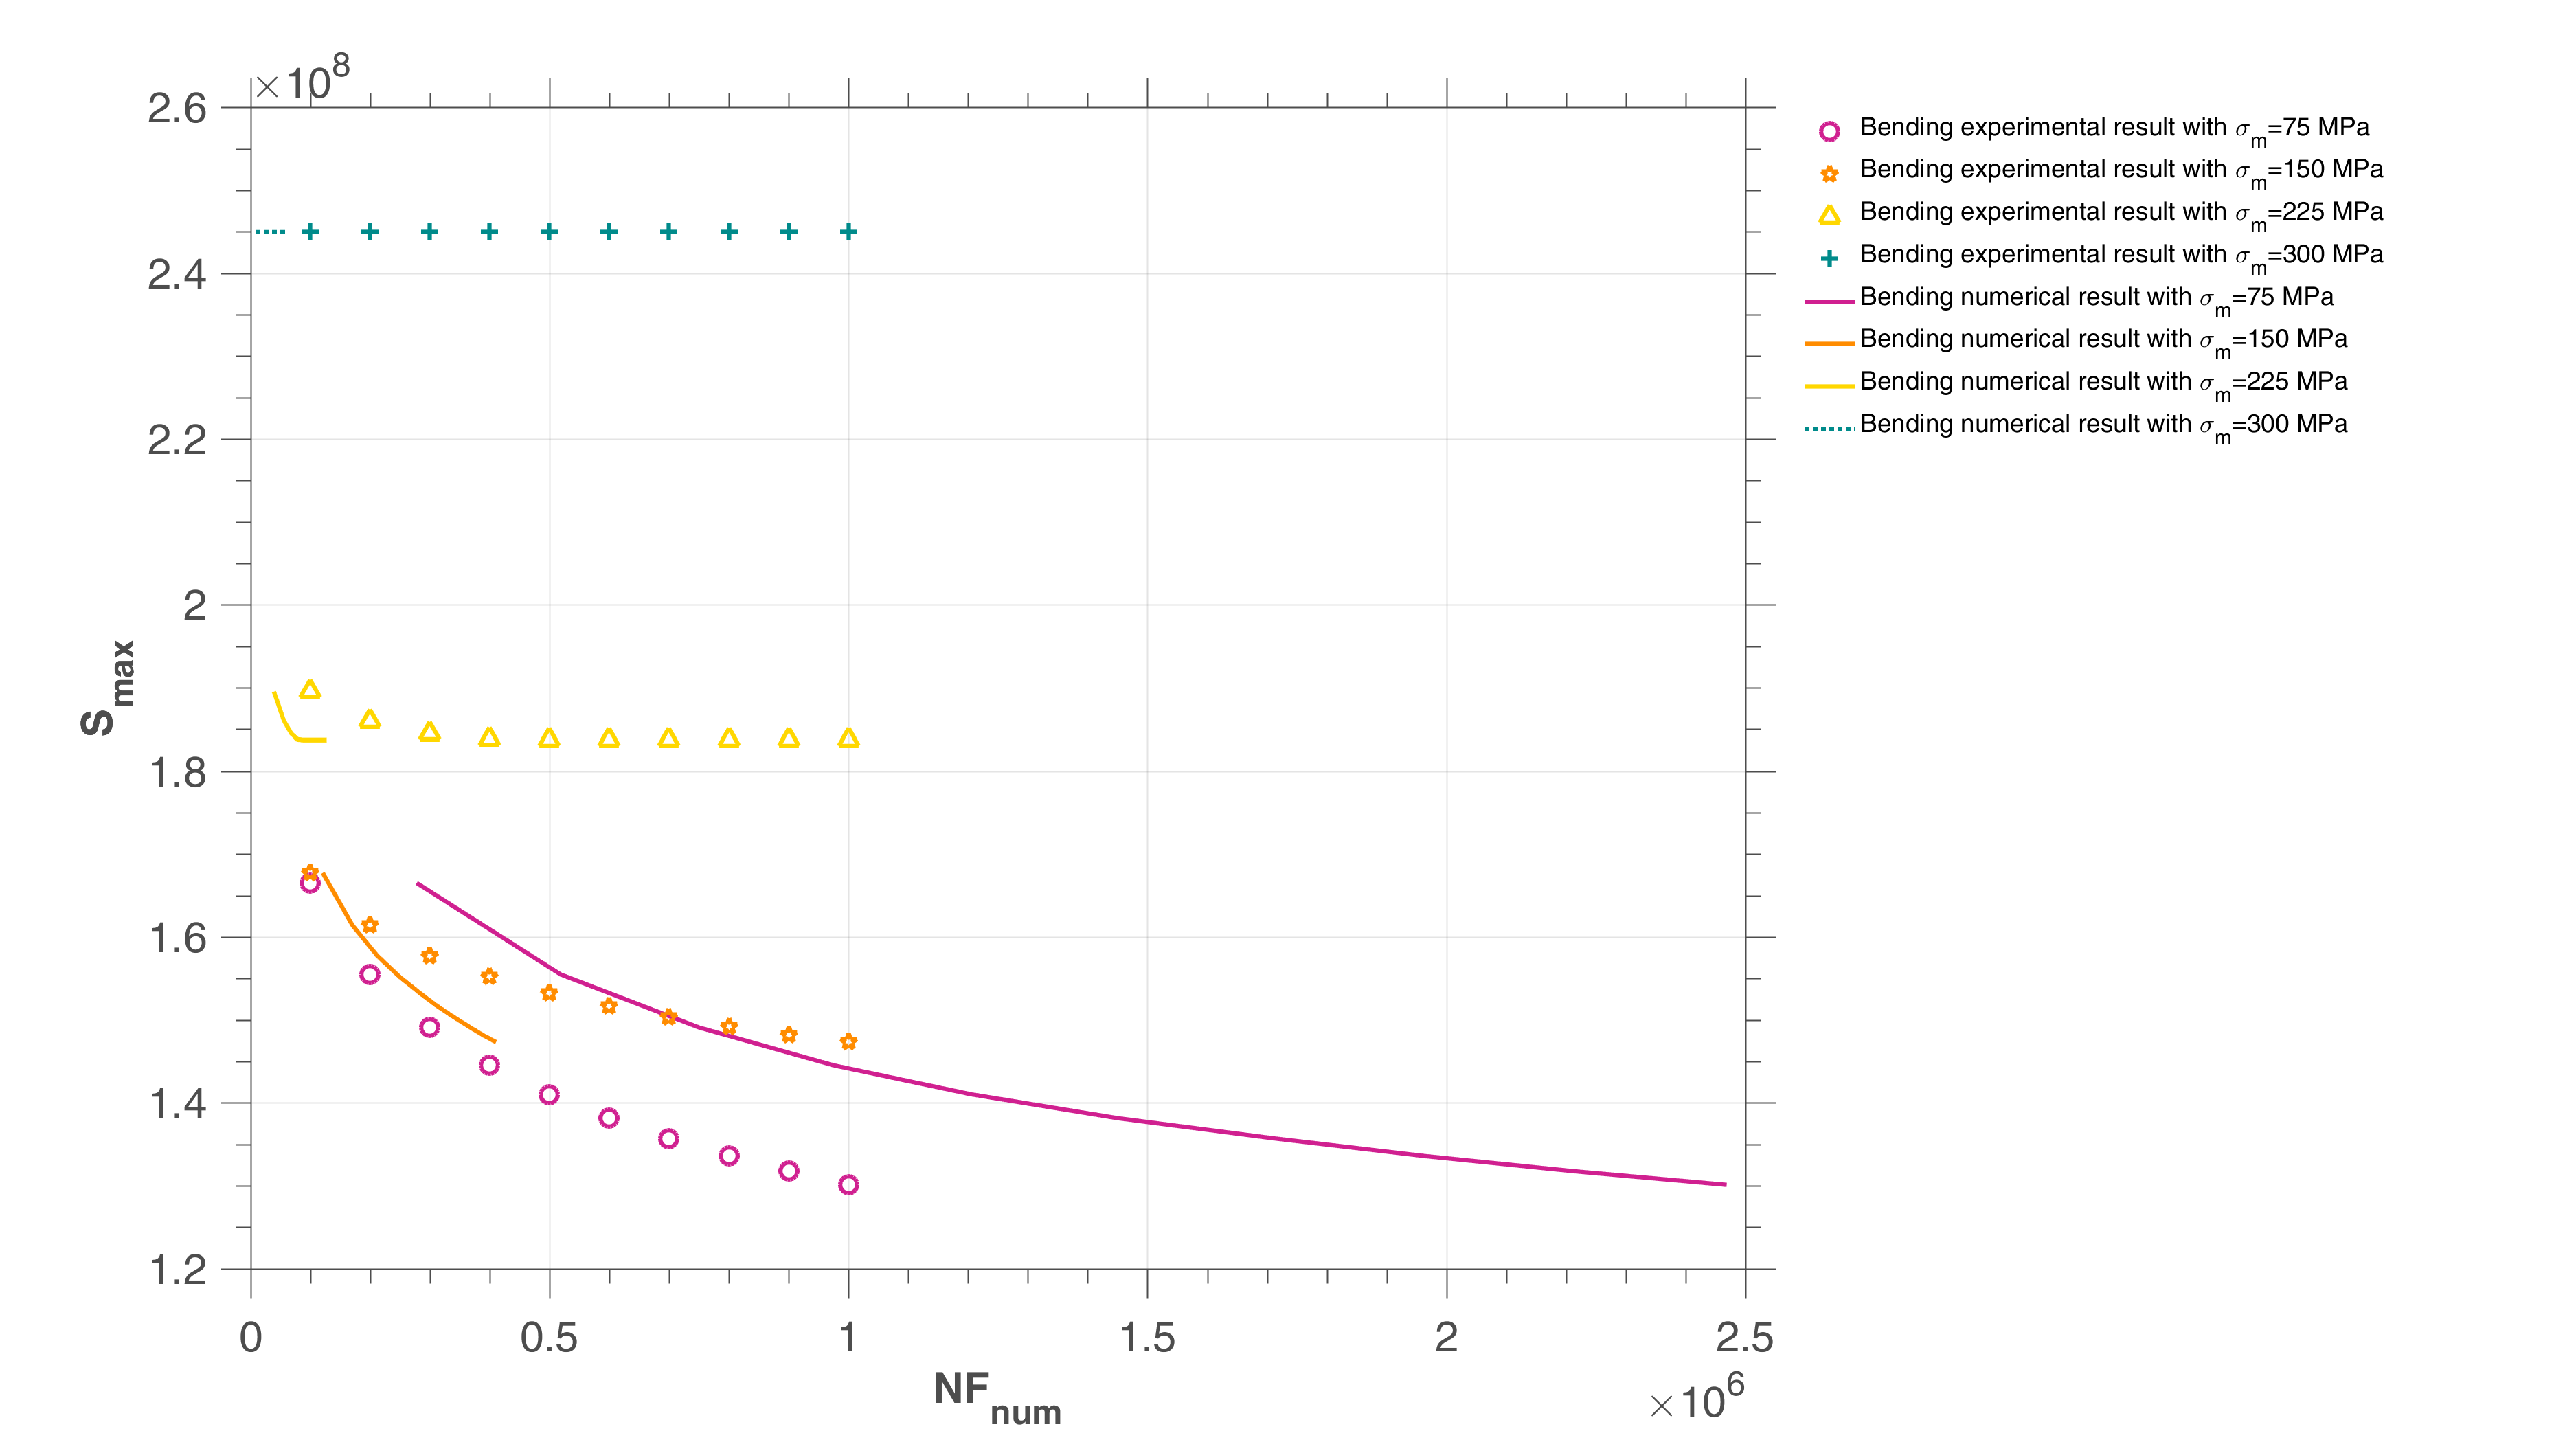 ×10⁸
2.6
2.4
2.2
2
1.8
1.6
1.4
1.2
S_max
0 0.5 1 1.5 2 2.5
NF_num
×10⁶
Bending experimental result with σ_m=75 MPa
Bending experimental result with σ_m=150 MPa
Bending experimental result with σ_m=225 MPa
Bending experimental result with σ_m=300 MPa
Bending numerical result with σ_m=75 MPa
Bending numerical result with σ_m=150 MPa
Bending numerical result with σ_m=225 MPa
Bending numerical result with σ_m=300 MPa